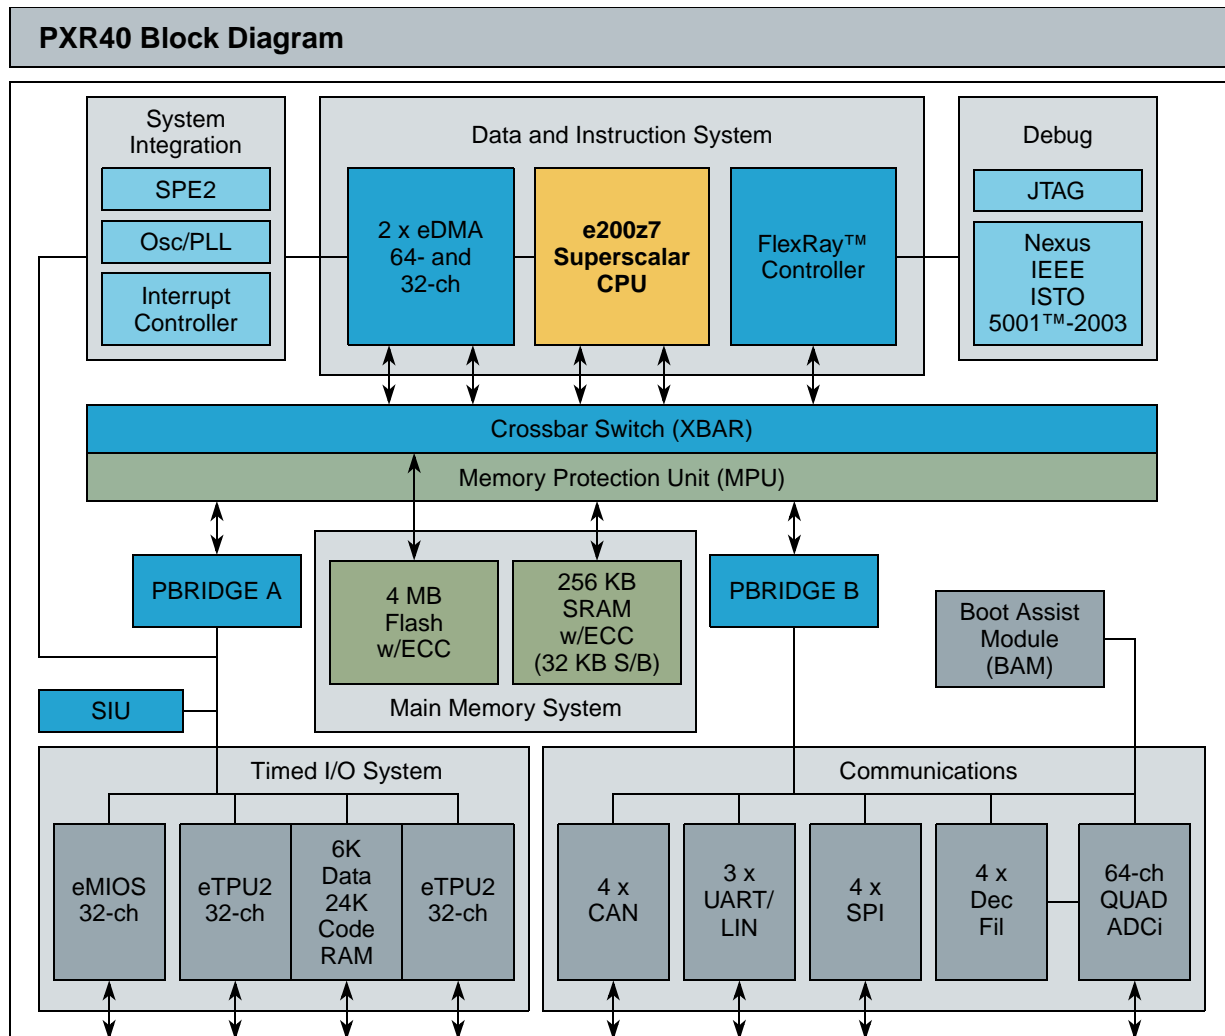 PXR40 Block Diagram
System
Integration
SPE2
Osc/PLL
Interrupt
Controller
Data and Instruction System
2 x eDMA
64- and
32-ch
e200z7
Superscalar
CPU
FlexRay™
Controller
Debug
JTAG
Nexus
IEEE
ISTO
5001™-2003
Crossbar Switch (XBAR)
Memory Protection Unit (MPU)
PBRIDGE A
4 MB
Flash
w/ECC
256 KB
SRAM
w/ECC
(32 KB S/B)
Main Memory System
PBRIDGE B
Boot Assist
Module
(BAM)
SIU
Timed I/O System
eMIOS
32-ch
eTPU2
32-ch
6K
Data
24K
Code
RAM
eTPU2
32-ch
Communications
4 x
CAN
3 x
UART/
LIN
4 x
SPI
4 x
Dec
Fil
64-ch
QUAD
ADCi